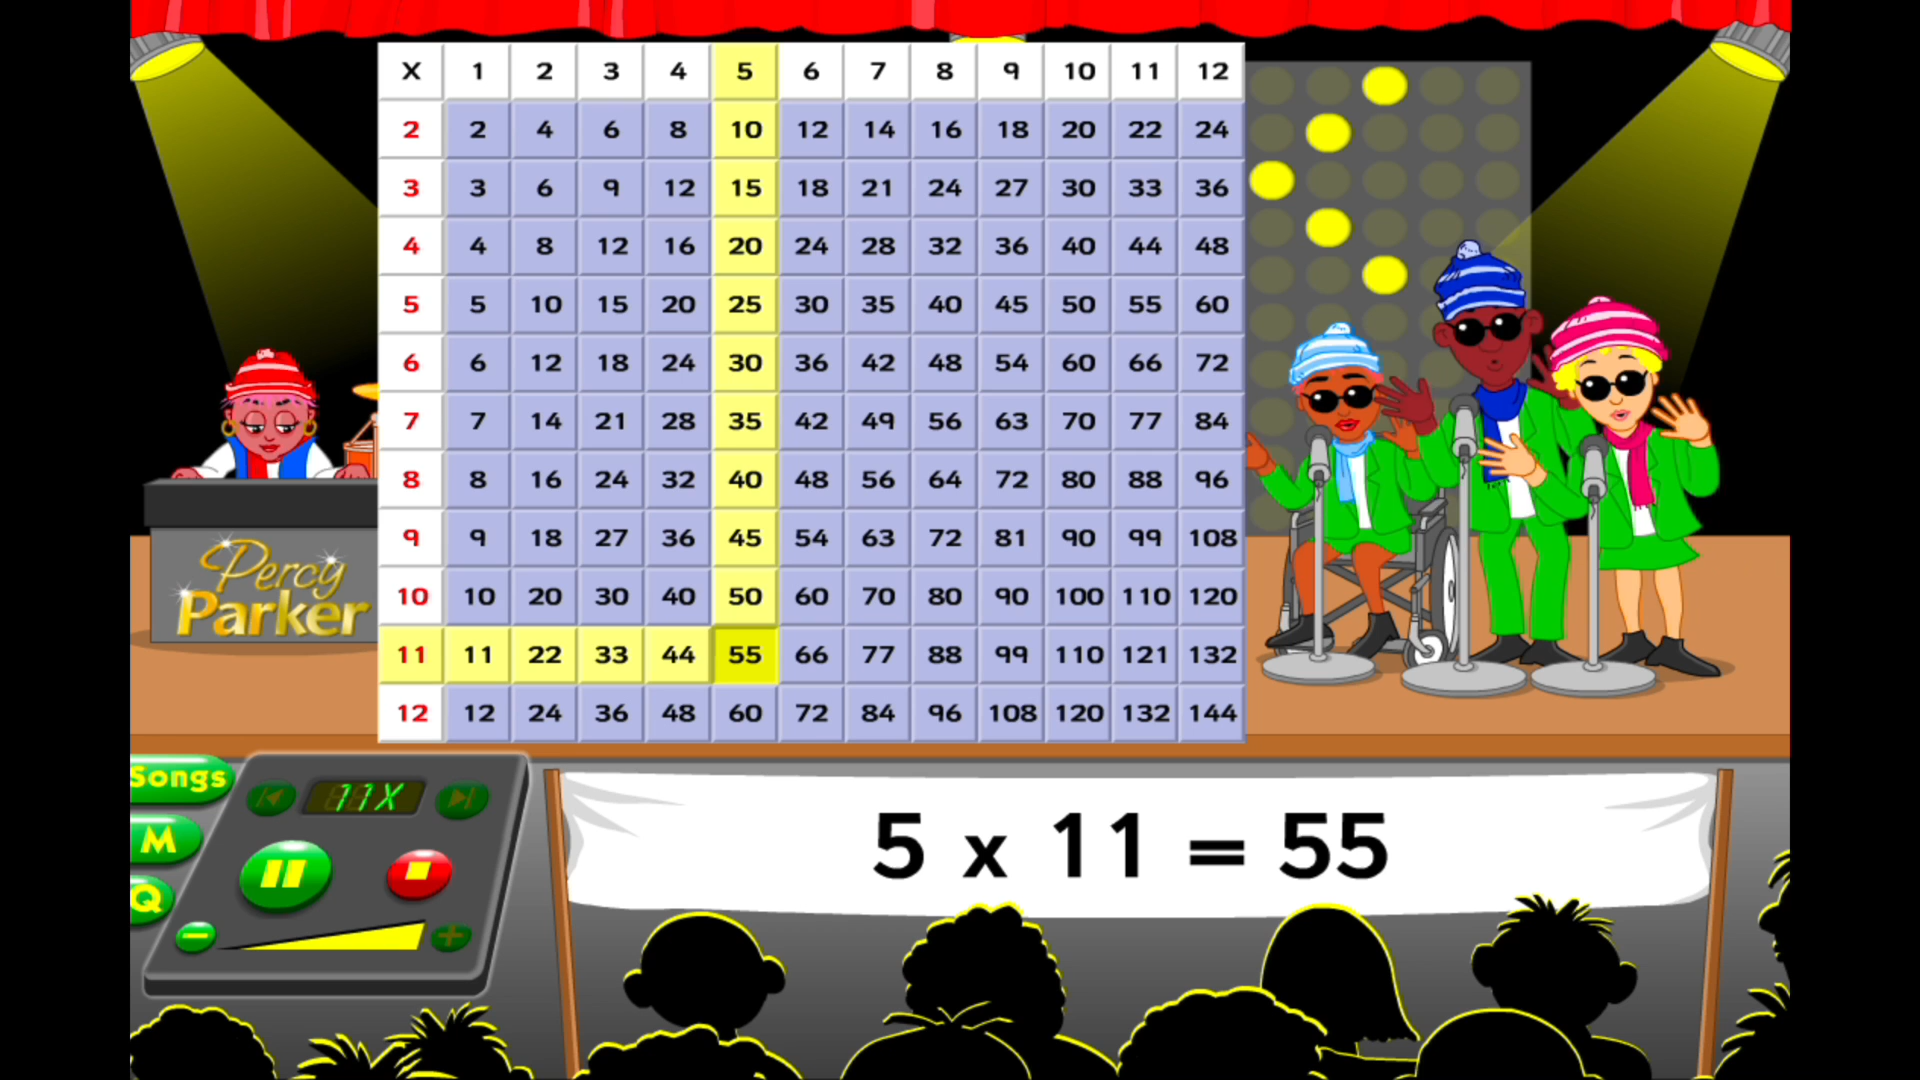 X 1 2 3 4 5 6 7 8 9 10 11 12
2 2 4 6 8 10 12 14 16 18 20 22 24
3 3 6 9 12 15 18 21 24 27 30 33 36
4 4 8 12 16 20 24 28 32 36 40 44 48
5 5 10 15 20 25 30 35 40 45 50 55 60
6 6 12 18 24 30 36 42 48 54 60 66 72
7 7 14 21 28 35 42 49 56 63 70 77 84
8 8 16 24 32 40 48 56 64 72 80 88 96
9 9 18 27 36 45 54 63 72 81 90 99 108
10 10 20 30 40 50 60 70 80 90 100 110 120
11 11 22 33 44 55 66 77 88 99 110 121 132
12 12 24 36 48 60 72 84 96 108 120 132 144
Percy
Parker
Songs
M
Q
11X
5 x 11 = 55